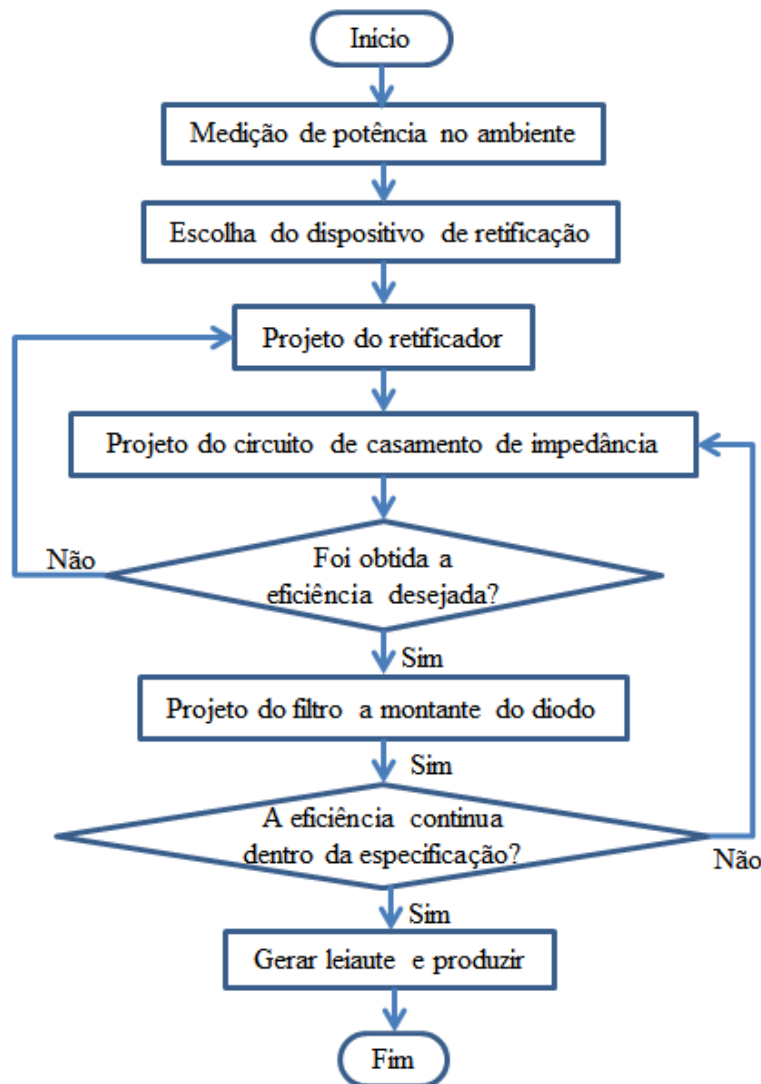 Início
Medição de potência no ambiente
Escolha do dispositivo de retificação
Projeto do retificador
Projeto do circuito de casamento de impedância
Não
Foi obtida a
eficiência desejada?
Sim
Projeto do filtro a montante do diodo
Sim
A eficiência continua
dentro da especificação?
Não
Sim
Gerar leiaute e produzir
Fim